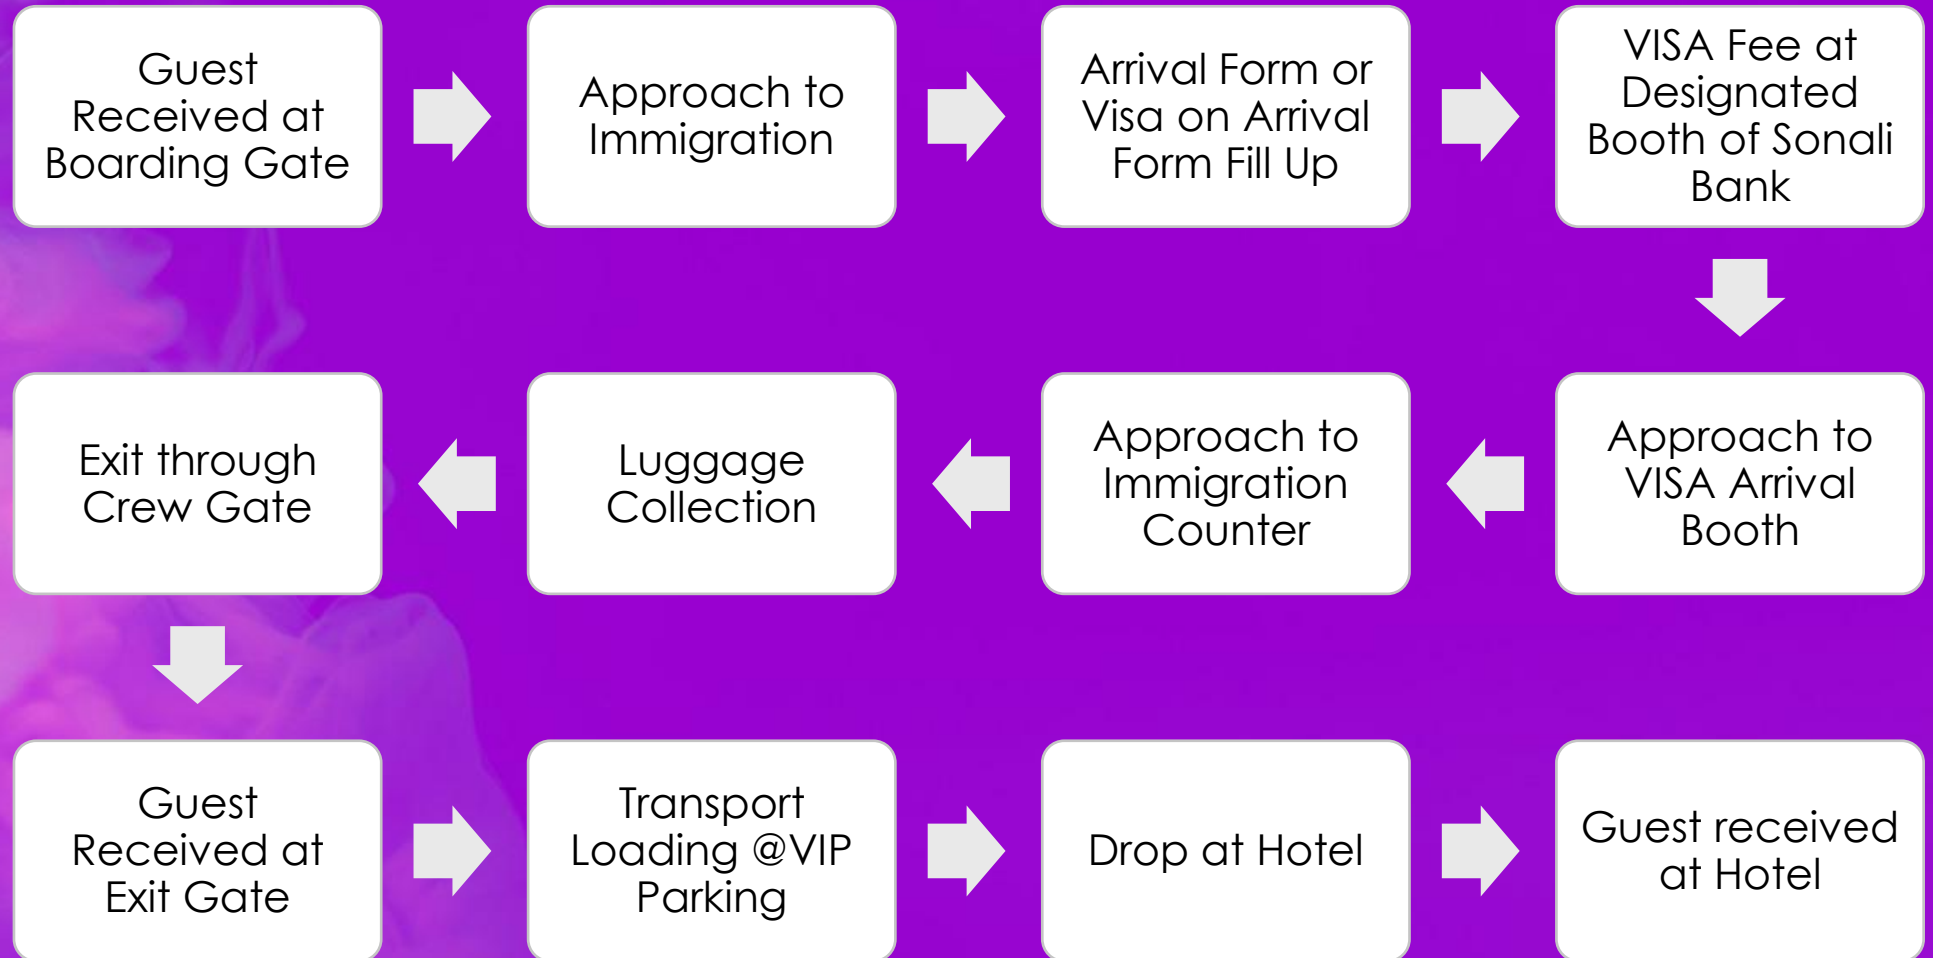 Guest
Received at
Boarding Gate
Approach to
Immigration
Arrival Form or
Visa on Arrival
Form Fill Up
VISA Fee at
Designated
Booth of Sonali
Bank
Approach to
VISA Arrival
Booth
Approach to
Immigration
Counter
Luggage
Collection
Exit through
Crew Gate
Guest
Received at
Exit Gate
Transport
Loading @VIP
Parking
Drop at Hotel
Guest received
at Hotel